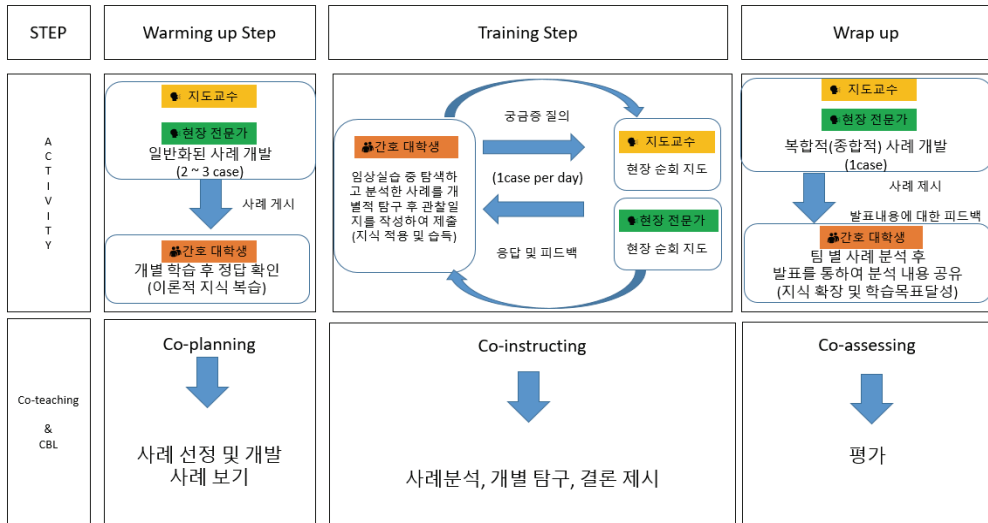 STEP
Warming up Step
Training Step
Wrap up
ACTIVITY
지도교수
현장 전문가
일반화된 사례 개발
(2 ~ 3 case)
사례 게시
간호 대학생
개별 학습 후 정답 확인
(이론적 지식 복습)
간호 대학생
임상실습 중 탐색하
고 분석한 사례를 개
별적 탐구 후 관찰일
지를 작성하여 제출
(지식 적용 및 습득)
궁금증 질의
(1case per day)
응답 및 피드백
지도교수
현장 순회 지도
현장 전문가
현장 순회 지도
지도교수
현장 전문가
복합적(종합적) 사례 개발
(1case)
사례 제시
발표내용에 대한 피드백
간호 대학생
팀 별 사례 분석 후
발표를 통하여 분석 내용 공유
(지식 확장 및 학습목표달성)
Co-teaching
&
CBL
Co-planning
사례 선정 및 개발
사례 보기
Co-instructing
사례분석, 개별 탐구, 결론 제시
Co-assessing
평가